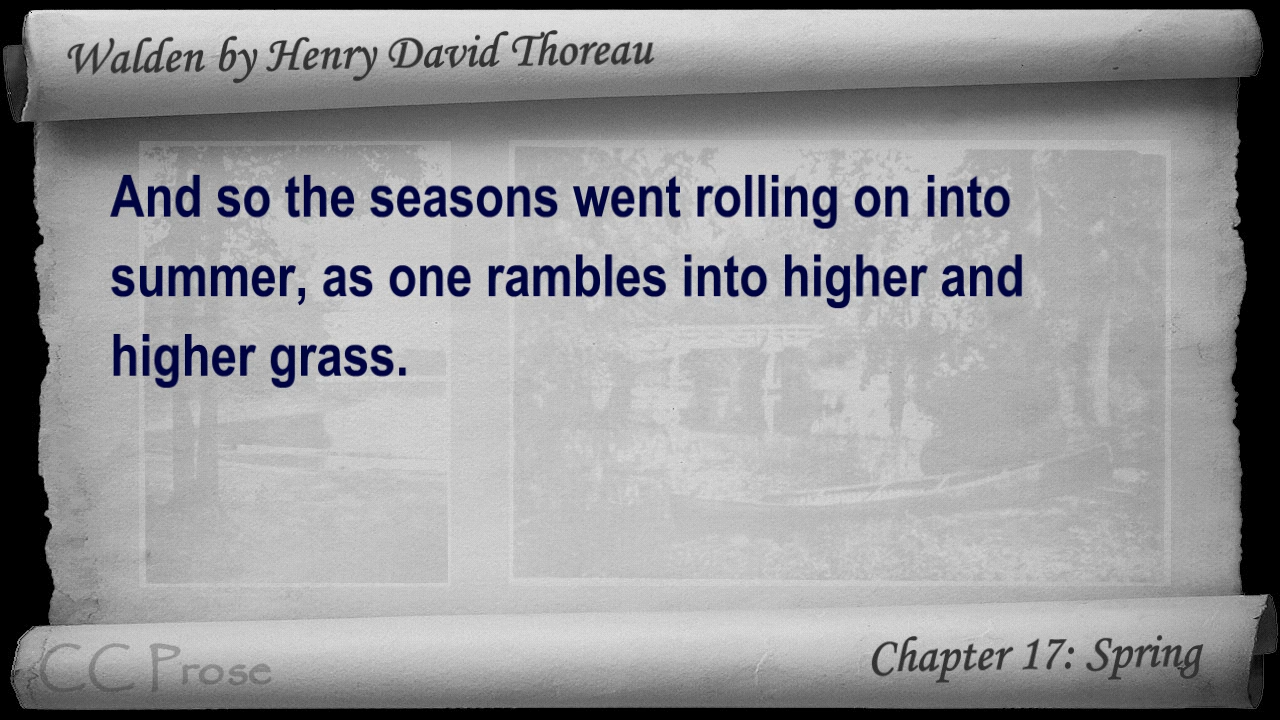 Walden by Henry David Thoreau
And so the seasons went rolling on into
summer, as one rambles into higher and
higher grass.
CC Prose
Chapter 17: Spring